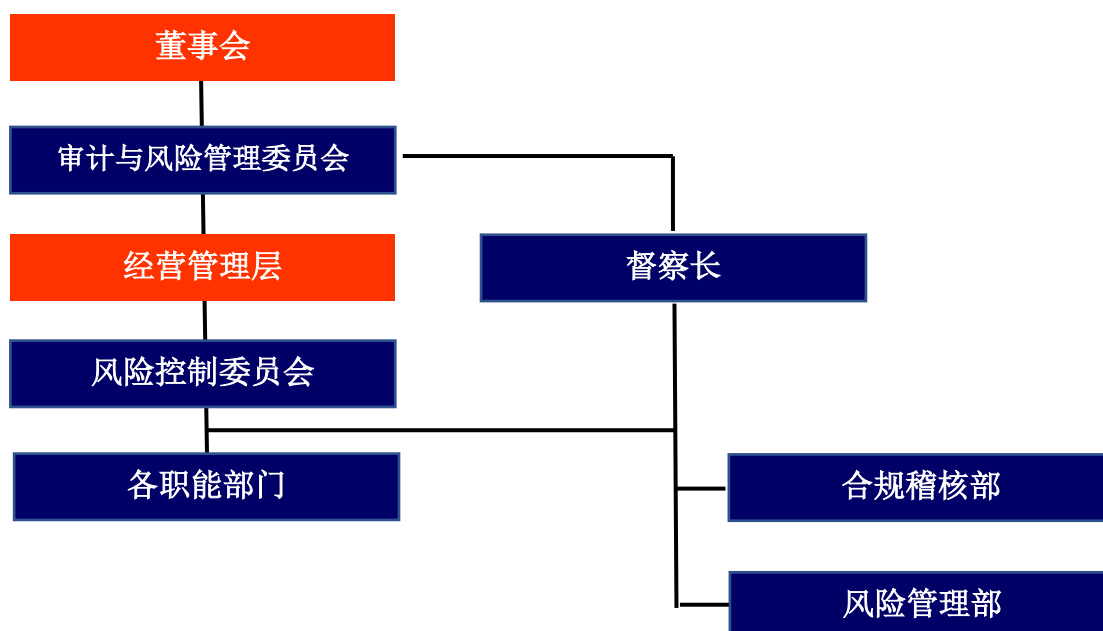 董事会
审计与风险管理委员会
经营管理层
督察长
风险控制委员会
各职能部门
合规稽核部
风险管理部